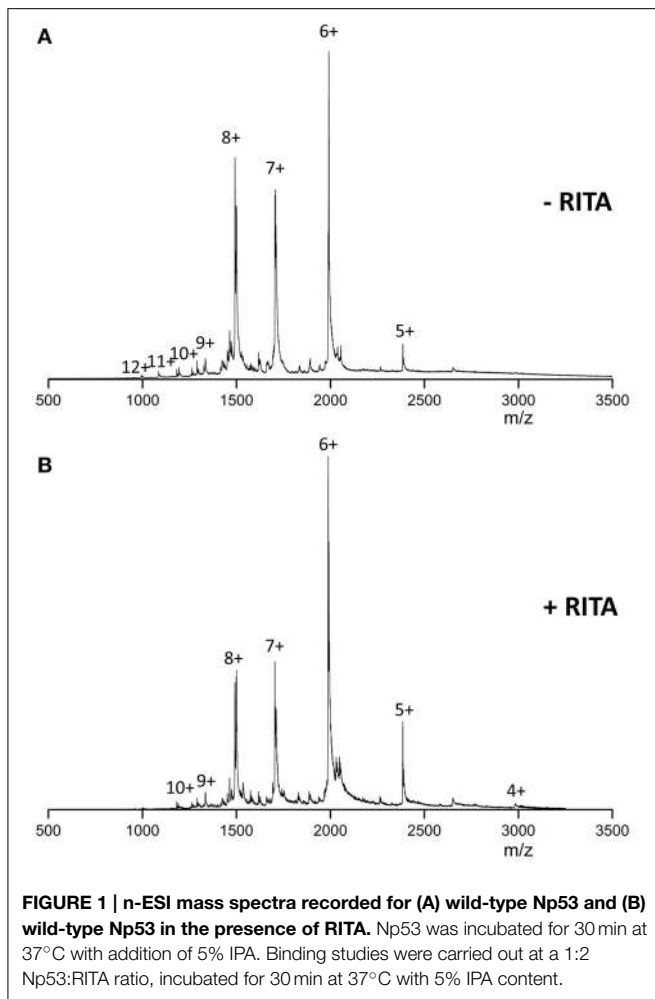 A
6+
8+
7+
- RITA
5+
12+ 11+ 10+ 9+
500 1000 1500 2000 2500 3000 3500
m/z
B
6+
+ RITA
8+ 7+
5+
10+ 9+ 4+
500 1000 1500 2000 2500 3000 3500
m/z
FIGURE 1 | n-ESI mass spectra recorded for (A) wild-type Np53 and (B)
wild-type Np53 in the presence of RITA. Np53 was incubated for 30 min at
37°C with addition of 5% IPA. Binding studies were carried out at a 1:2
Np53:RITA ratio, incubated for 30 min at 37°C with 5% IPA content.